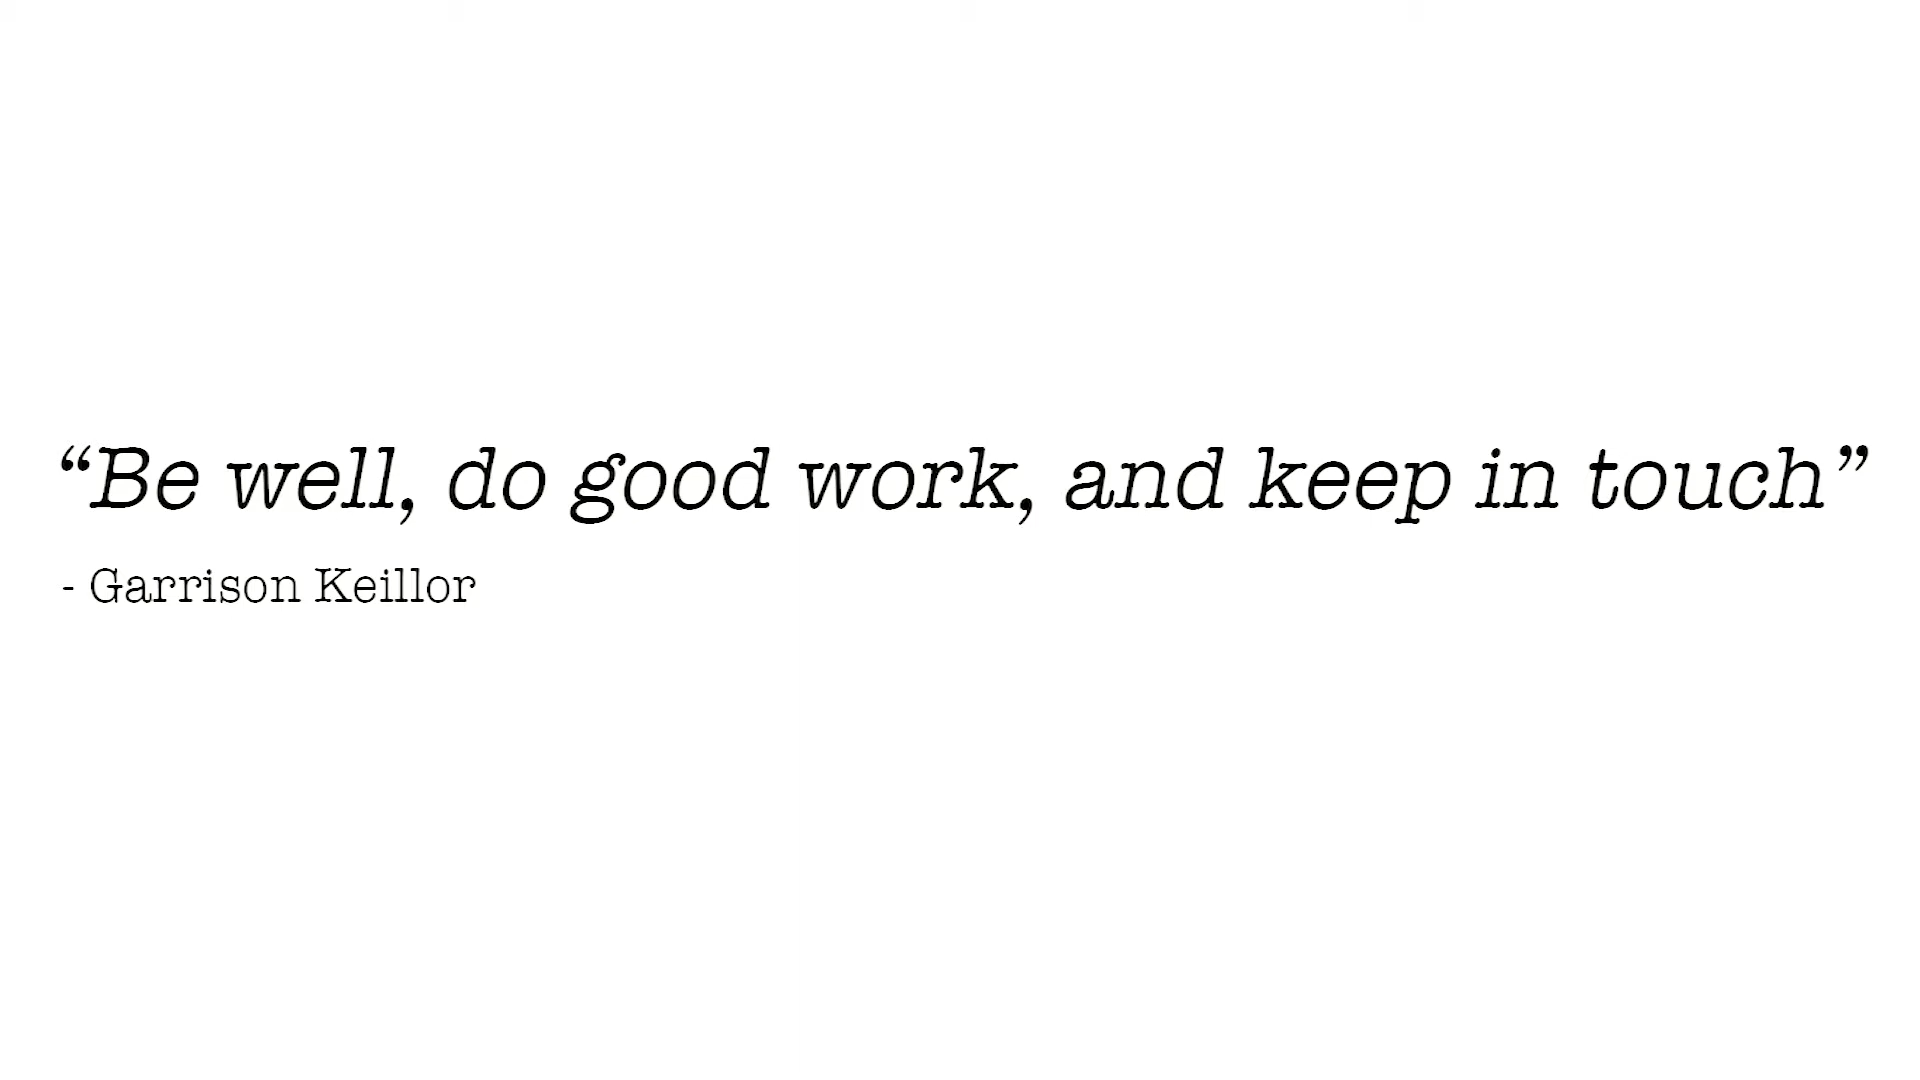 “Be well, do good work, and keep in touch”
- Garrison Keillor